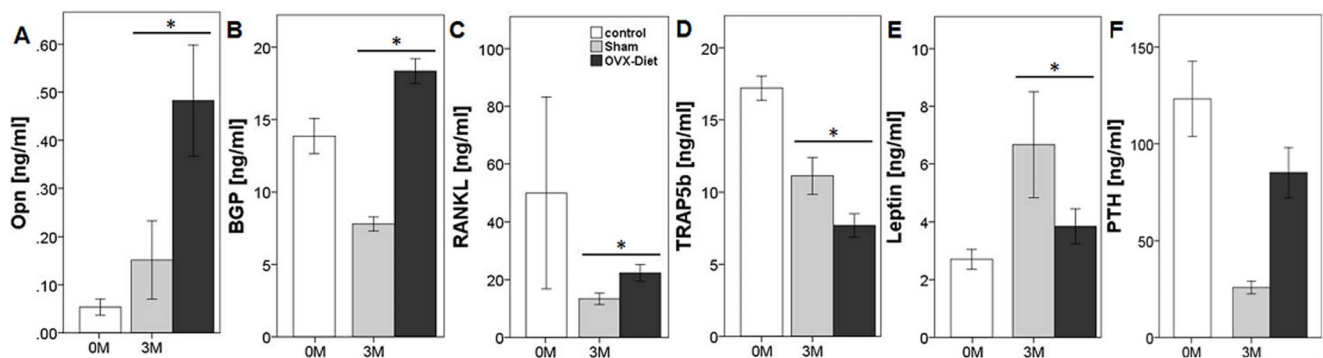 A
Opn [ng/ml]
.60
.50
.40
.30
.20
.10
.00
*
0M 3M
B
BGP [ng/ml]
20
15
10
5
0
*
0M 3M
C
RANKL [ng/ml]
100
80
60
40
20
0
control
Sham
OVX-Diet
*
0M 3M
D
TRAP5b [ng/ml]
20
15
10
5
0
*
0M 3M
E
Leptin [ng/ml]
10
8
6
4
2
0
*
0M 3M
F
PTH [ng/ml]
150
100
50
0
0M 3M